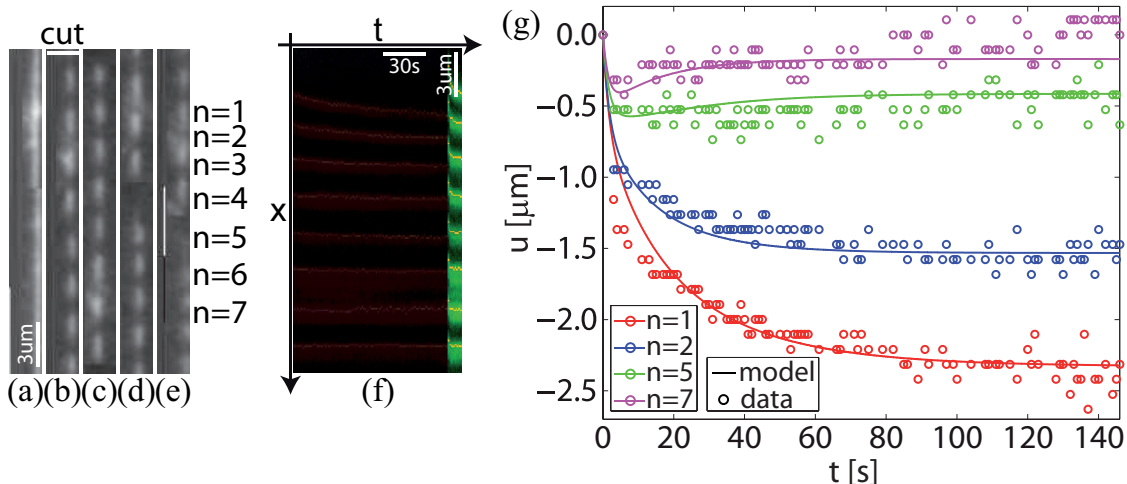 cut
n=1
n=2
n=3
n=4
n=5
n=6
n=7
3um
(a)(b)(c)(d)(e)
t
30s
3um
x
(f)
(g)
0.0
−0.5
−1.0
−1.5
−2.0
−2.5
u [μm]
n=1
n=2
n=5
n=7
model
data
0 20 40 60 80 100 120 140
t [s]